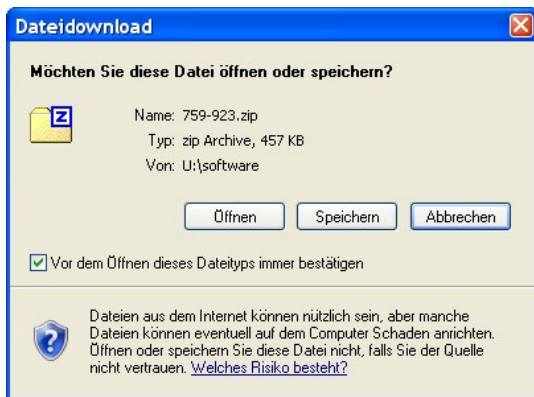 Dateidownload
Möchten Sie diese Datei öffnen oder speichern?
Z
Name: 759-923.zip
Typ: zip Archive, 457 KB
Von: U:\software
Öffnen Speichern Abbrechen
Vor dem Öffnen dieses Dateityps immer bestätigen
Dateien aus dem Internet können nützlich sein, aber manche
Dateien können eventuell auf dem Computer Schaden anrichten.
Öffnen oder speichern Sie diese Datei nicht, falls Sie der Quelle
nicht vertrauen. Welches Risiko besteht?